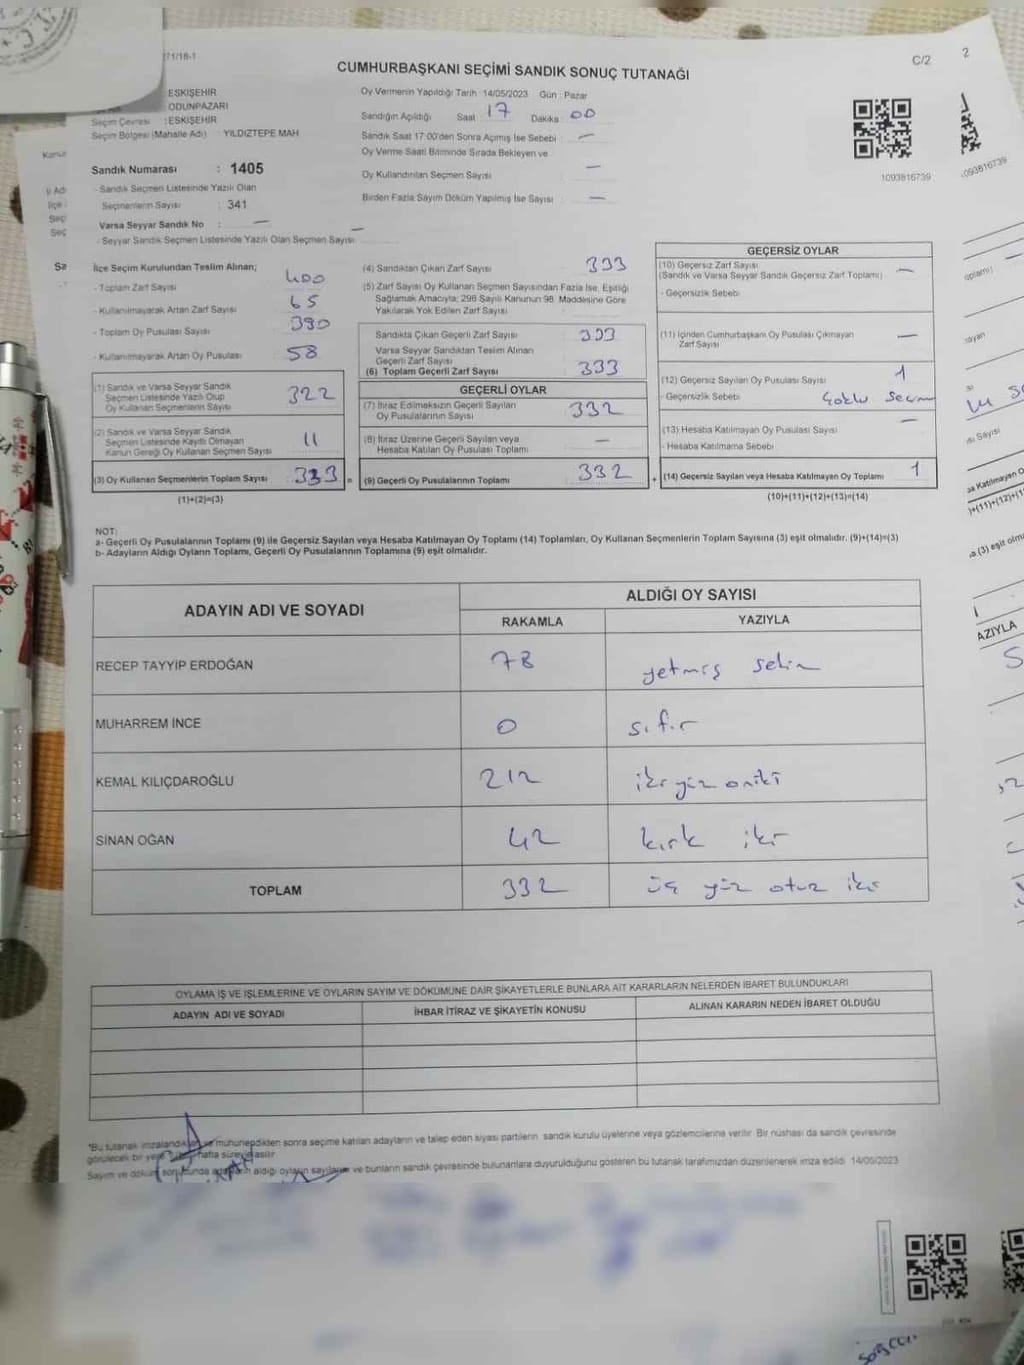 71/16-1
C/2
2
CUMHURBAŞKANI SEÇİMİ SANDIK SONUÇ TUTANAĞI
ESKİŞEHİR
ODUNPAZARI
Seçim Çevresi : ESKİŞEHİR
Seçim Bölgesi (Mahalle Adı) YILDIZTEPE MAH
Sandık Numarası : 1405
- Sandık Seçmen Listesinde Yazılı Olan
Seçmenlerin Sayısı : 341
Varsa Seyyar Sandık No : —
- Seyyar Sandık Seçmen Listesinde Yazılı Olan Seçmen Sayısı: —
Oy Vermenin Yapıldığı Tarih :14/05/2023 Gün : Pazar
Sandığın Açıldığı Saat 17 Dakika 00
Sandık Saat 17:00'den Sonra Açılmış İse Sebebi : —
Oy Verme Saati Bitiminde Sırada Bekleyen ve
Oy Kullandırılan Seçmen Sayısı : —
Birden Fazla Sayım Döküm Yapılmış İse Sayısı : —
1093816739
1093816739
İlçe Seçim Kurulundan Teslim Alınan;
- Toplam Zarf Sayısı : 400
- Kullanılmayarak Artan Zarf Sayısı : 65
- Toplam Oy Pusulası Sayısı : 390
- Kullanılmayarak Artan Oy Pusulası : 58
(1) Sandık ve Varsa Seyyar Sandık
Seçmen Listesinde Yazılı Olup
Oy Kullanan Seçmenlerin Sayısı : 322
(2) Sandık ve Varsa Seyyar Sandık
Seçmen Listesinde Kayıtlı Olmayan
Kanun Gereği Oy Kullanan Seçmen Sayısı : 11
(3) Oy Kullanan Seçmenlerin Toplam Sayısı : 333 =
(1)+(2)=(3)
(4) Sandıktan Çıkan Zarf Sayısı : 333
(5) Zarf Sayısı Oy Kullanan Seçmen Sayısından Fazla İse, Eşitliği
Sağlamak Amacıyla; 298 Sayılı Kanunun 98. Maddesine Göre
Yakılarak Yok Edilen Zarf Sayısı :
Sandıkta Çıkan Geçerli Zarf Sayısı : 333
Varsa Seyyar Sandıktan Teslim Alınan
Geçerli Zarf Sayısı :
(6) Toplam Geçerli Zarf Sayısı : 333
GEÇERLİ OYLAR
(7) İtiraz Edilmeksizin Geçerli Sayılan
Oy Pusulalarının Sayısı : 332
(8) İtiraz Üzerine Geçerli Sayılan veya
Hesaba Katılan Oy Pusulası Toplamı : —
(9) Geçerli Oy Pusulalarının Toplamı : 332 +
GEÇERSİZ OYLAR
(10) Geçersiz Zarf Sayısı
(Sandık ve Varsa Seyyar Sandık Geçersiz Zarf Toplamı) : —
- Geçersizlik Sebebi :
(11) İçinden Cumhurbaşkanı Oy Pusulası Çıkmayan
Zarf Sayısı : —
(12) Geçersiz Sayılan Oy Pusulası Sayısı : 1
- Geçersizlik Sebebi : Çoklu Seçim
(13) Hesaba Katılmayan Oy Pusulası Sayısı : —
- Hesaba Katılmama Sebebi :
(14) Geçersiz Sayılan veya Hesaba Katılmayan Oy Toplamı : 1
(10)+(11)+(12)+(13)=(14)
NOT:
a- Geçerli Oy Pusulalarının Toplamı (9) ile Geçersiz Sayılan veya Hesaba Katılmayan Oy Toplamı (14) Toplamları, Oy Kullanan Seçmenlerin Toplam Sayısına (3) eşit olmalıdır. (9)+(14)=(3)
b- Adayların Aldığı Oyların Toplamı, Geçerli Oy Pusulalarının Toplamına (9) eşit olmalıdır.
ADAYIN ADI VE SOYADI
ALDIĞI OY SAYISI
RAKAMLA YAZIYLA
RECEP TAYYİP ERDOĞAN 78 yetmiş sekiz
MUHARREM İNCE 0 sıfır
KEMAL KILIÇDAROĞLU 212 ikiyüz oniki
SİNAN OĞAN 42 kırk iki
TOPLAM 332 üç yüz otuz iki
OYLAMA İŞ VE İŞLEMLERİNE VE OYLARIN SAYIM VE DÖKÜMÜNE DAİR ŞİKAYETLERLE BUNLARA AİT KARARLARIN NELERDEN İBARET BULUNDUKLARI
ADAYIN ADI VE SOYADI İHBAR İTİRAZ VE ŞİKAYETİN KONUSU ALINAN KARARIN NEDEN İBARET OLDUĞU
*Bu tutanak imzalandıktan ve mühürlendikten sonra seçime katılan adayların ve talep eden siyasi partilerin sandık kurulu üyelerine veya gözlemcilerine verilir. Bir nüshası da sandık çevresinde
görülecek bir yere bir hafta süreyle asılır.
Sayım ve döküm sonucunda adayların aldığı oyların sayılarını ve bunların sandık çevresinde bulunanlara duyurulduğunu gösteren bu tutanak tarafımızdan düzenlenerek imza edildi 14/05/2023